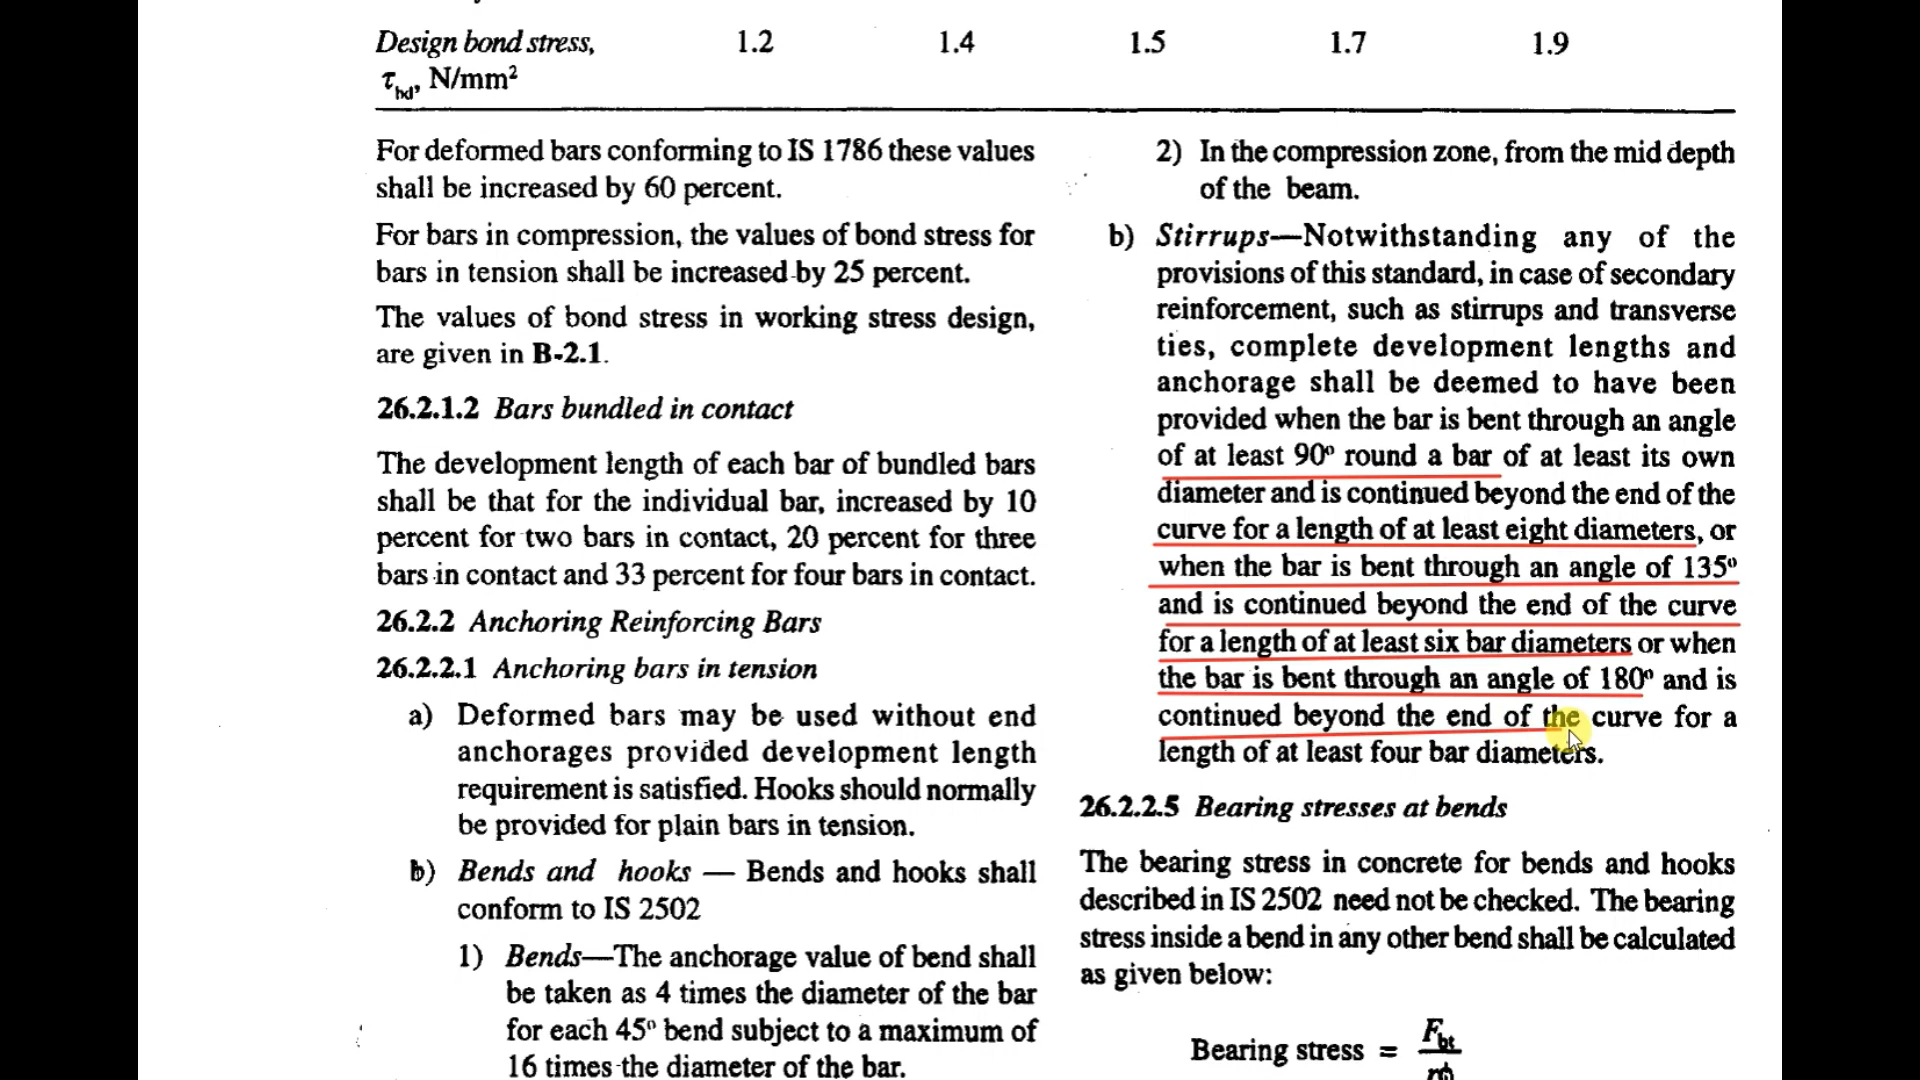 Design bond stress, 1.2 1.4 1.5 1.7 1.9
τbd, N/mm²
For deformed bars conforming to IS 1786 these values
shall be increased by 60 percent.
For bars in compression, the values of bond stress for
bars in tension shall be increased by 25 percent.
The values of bond stress in working stress design,
are given in B-2.1.
26.2.1.2 Bars bundled in contact
The development length of each bar of bundled bars
shall be that for the individual bar, increased by 10
percent for two bars in contact, 20 percent for three
bars in contact and 33 percent for four bars in contact.
26.2.2 Anchoring Reinforcing Bars
26.2.2.1 Anchoring bars in tension
a) Deformed bars may be used without end
anchorages provided development length
requirement is satisfied. Hooks should normally
be provided for plain bars in tension.
b) Bends and hooks — Bends and hooks shall
conform to IS 2502
1) Bends—The anchorage value of bend shall
be taken as 4 times the diameter of the bar
for each 45° bend subject to a maximum of
16 times the diameter of the bar.
2) In the compression zone, from the mid depth
of the beam.
b) Stirrups—Notwithstanding any of the
provisions of this standard, in case of secondary
reinforcement, such as stirrups and transverse
ties, complete development lengths and
anchorage shall be deemed to have been
provided when the bar is bent through an angle
of at least 90° round a bar of at least its own
diameter and is continued beyond the end of the
curve for a length of at least eight diameters, or
when the bar is bent through an angle of 135°
and is continued beyond the end of the curve
for a length of at least six bar diameters or when
the bar is bent through an angle of 180° and is
continued beyond the end of the curve for a
length of at least four bar diameters.
26.2.2.5 Bearing stresses at bends
The bearing stress in concrete for bends and hooks
described in IS 2502 need not be checked. The bearing
stress inside a bend in any other bend shall be calculated
as given below:
Bearing stress = Fbt